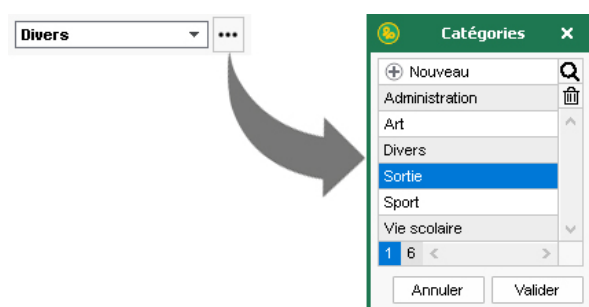 Divers
Catégories
Nouveau
Administration
Art
Divers
Sortie
Sport
Vie scolaire
1 6
Annuler Valider